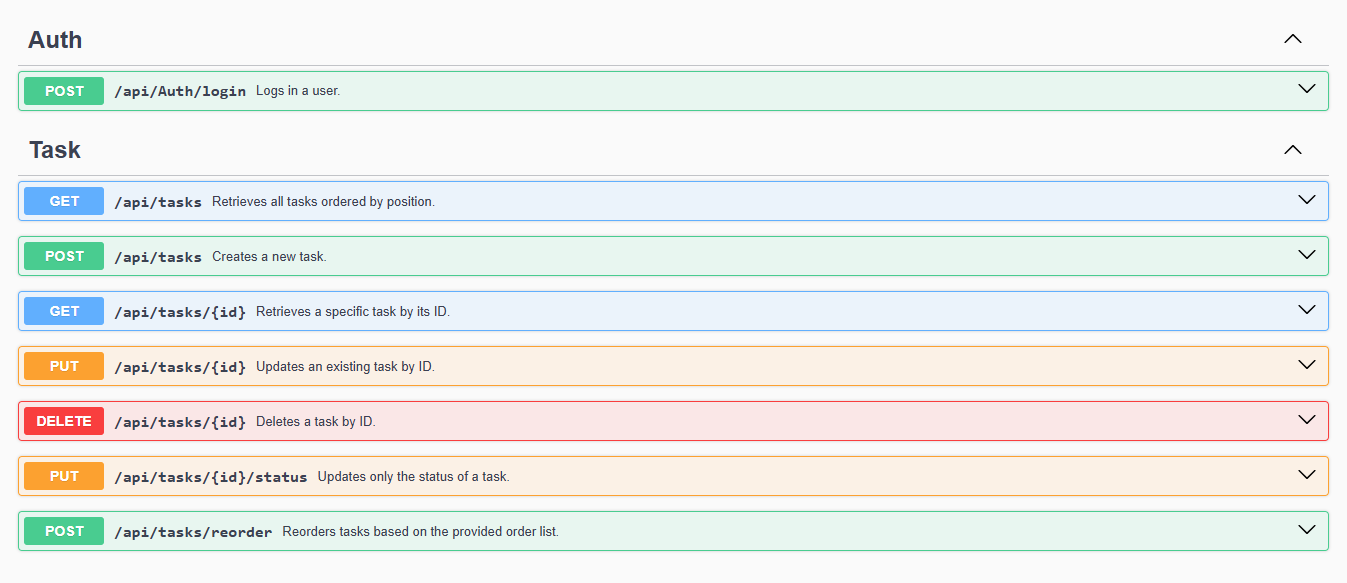 Auth
POST /api/Auth/login Logs in a user.
Task
GET /api/tasks Retrieves all tasks ordered by position.
POST /api/tasks Creates a new task.
GET /api/tasks/{id} Retrieves a specific task by its ID.
PUT /api/tasks/{id} Updates an existing task by ID.
DELETE /api/tasks/{id} Deletes a task by ID.
PUT /api/tasks/{id}/status Updates only the status of a task.
POST /api/tasks/reorder Reorders tasks based on the provided order list.